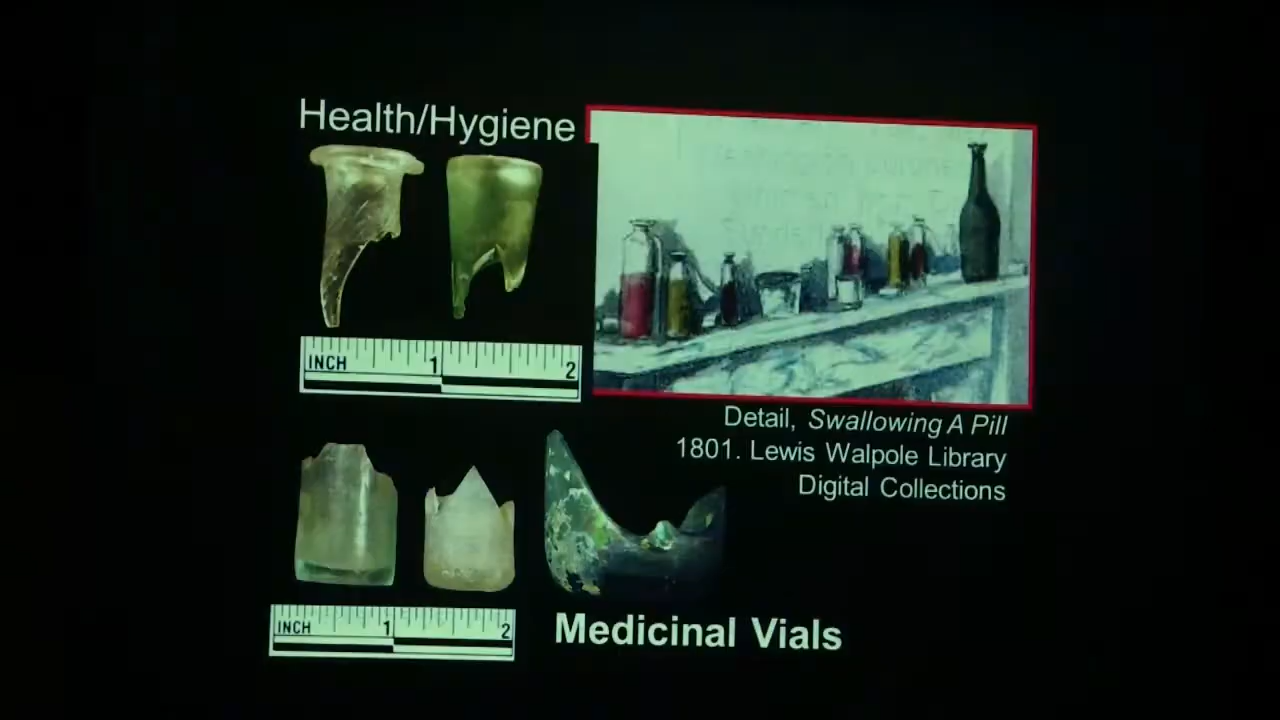 Health/Hygiene
INCH 1 2
Detail, Swallowing A Pill
1801. Lewis Walpole Library
Digital Collections
INCH 1 2
Medicinal Vials